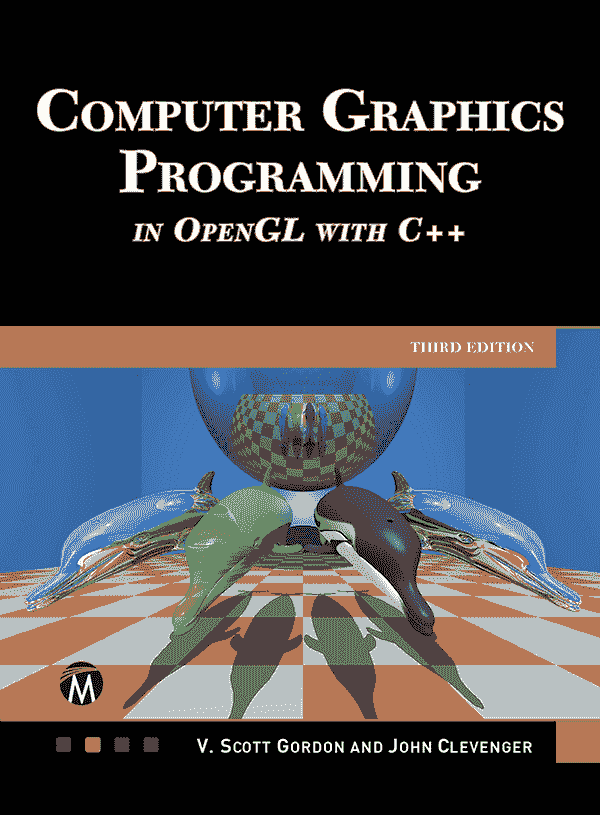 COMPUTER GRAPHICS
PROGRAMMING
IN OPENGL WITH C++
THIRD EDITION
M
V. SCOTT GORDON AND JOHN CLEVENGER